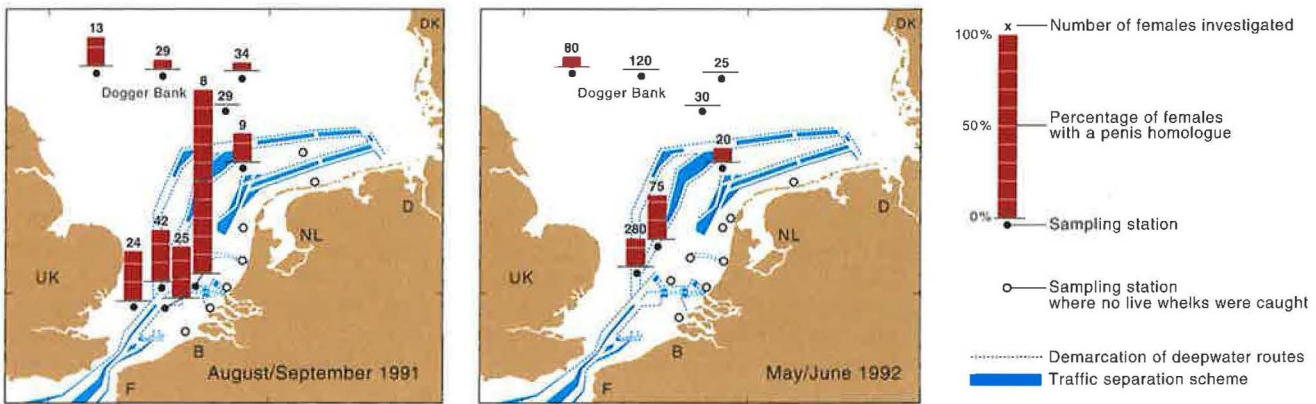 DK
13
29
34
8
Dogger Bank
29
9
D
42
24
25
NL
UK
B
August/September 1991
F
DK
80
120
25
Dogger Bank
30
20
75
D
280
NL
UK
B
May/June 1992
F
x
Number of females investigated
100%
Percentage of females
50%
with a penis homologue
0%
Sampling station
Sampling station
where no live whelks were caught
Demarcation of deepwater routes
Traffic separation scheme